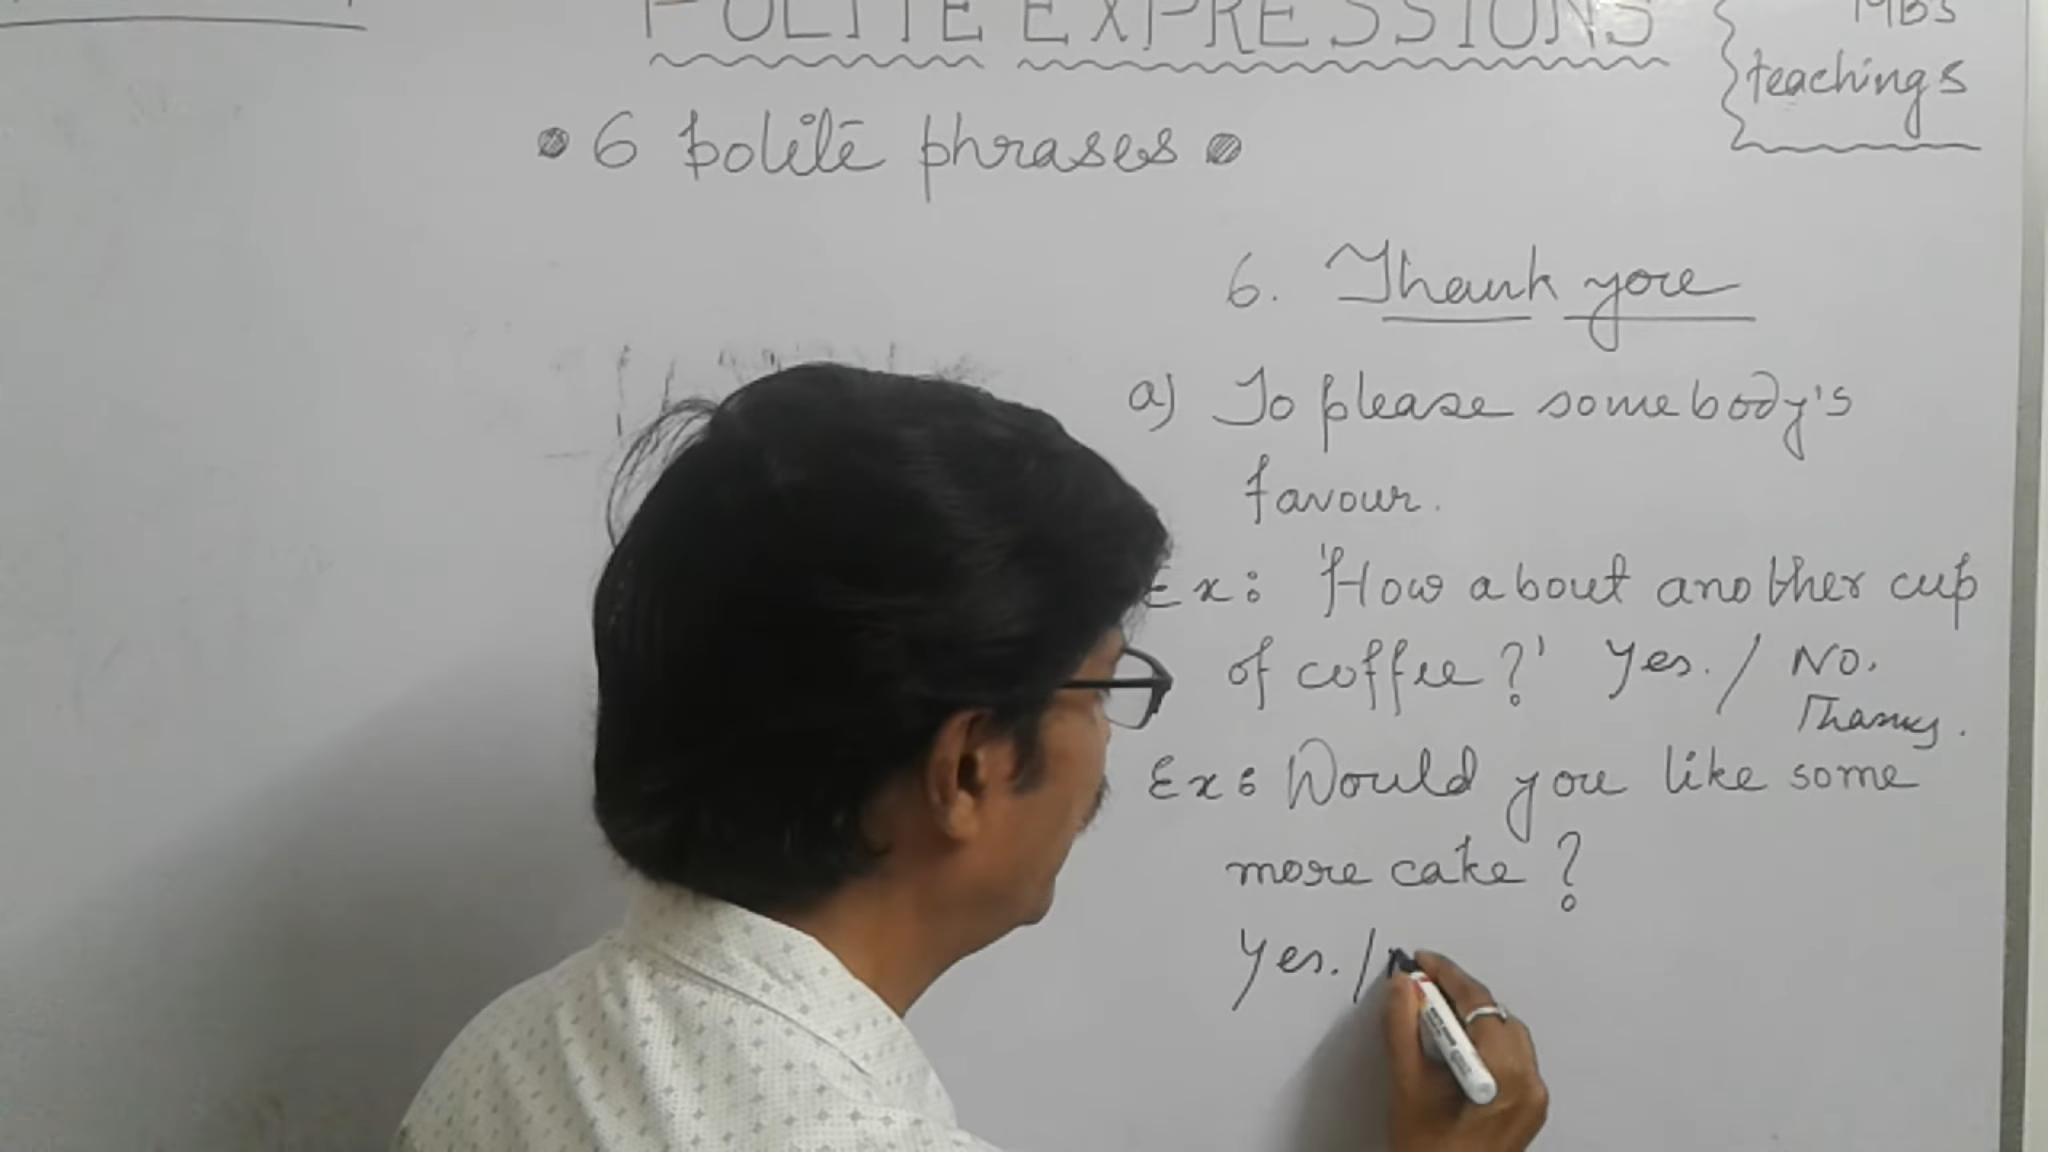 POLITE EXPRESSIONS
MBS
teachings
• 6 polite phrases •
6. Thank you
a) To please somebody's
favour.
Ex: 'How about another cup
of coffee?' Yes. / No.
Thanks.
Ex: Would you like some
more cake?
Yes. /